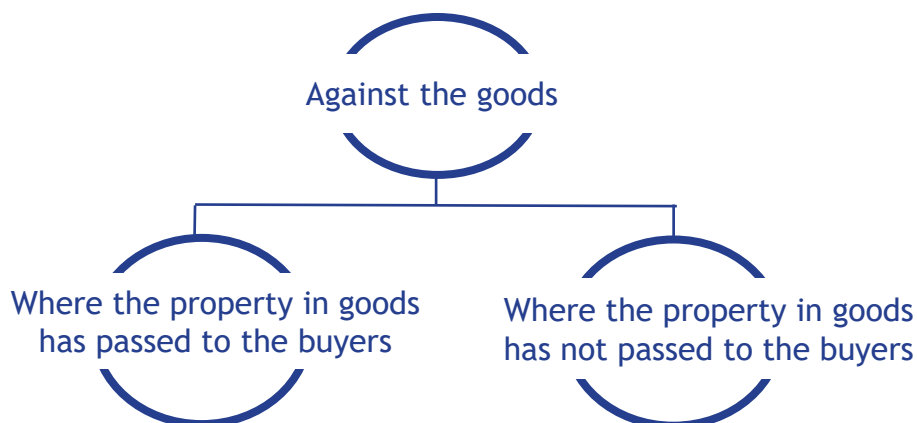 Against the goods
Where the property in goods
has passed to the buyers
Where the property in goods
has not passed to the buyers